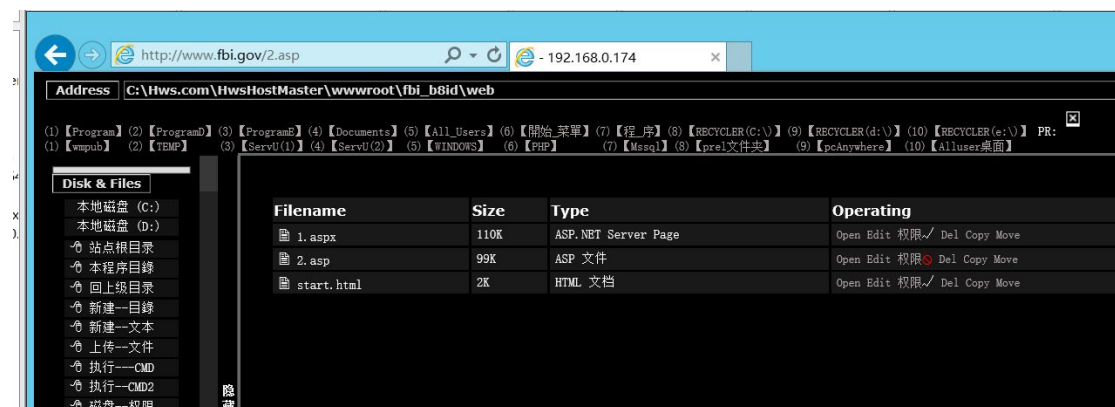 http://www.fbi.gov/2.asp - 192.168.0.174
Address C:\Hws.com\HwsHostMaster\wwwroot\fbi_b8id\web
(1)【Program】(2)【ProgramD】(3)【ProgramE】(4)【Documents】(5)【All_Users】(6)【開始_菜單】(7)【程_序】(8)【RECYCLER(C:\)】(9)【RECYCLER(d:\)】(10)【RECYCLER(e:\)】 PR:
(1)【wmpub】 (2)【TEMP】 (3)【ServU(1)】(4)【ServU(2)】 (5)【WINDOWS】 (6)【PHP】 (7)【Mssql】(8)【prel文件夹】 (9)【pcAnywhere】 (10)【Alluser桌面】
Disk & Files
本地磁盘 (C:)
本地磁盘 (D:)
站点根目录
本程序目錄
回上级目录
新建--目錄
新建--文本
上传--文件
执行---CMD
执行--CMD2
磁盘--权限
隐
藏
Filename Size Type Operating
1.aspx 110K ASP.NET Server Page Open Edit 权限 Del Copy Move
2.asp 99K ASP 文件 Open Edit 权限 Del Copy Move
start.html 2K HTML 文档 Open Edit 权限 Del Copy Move